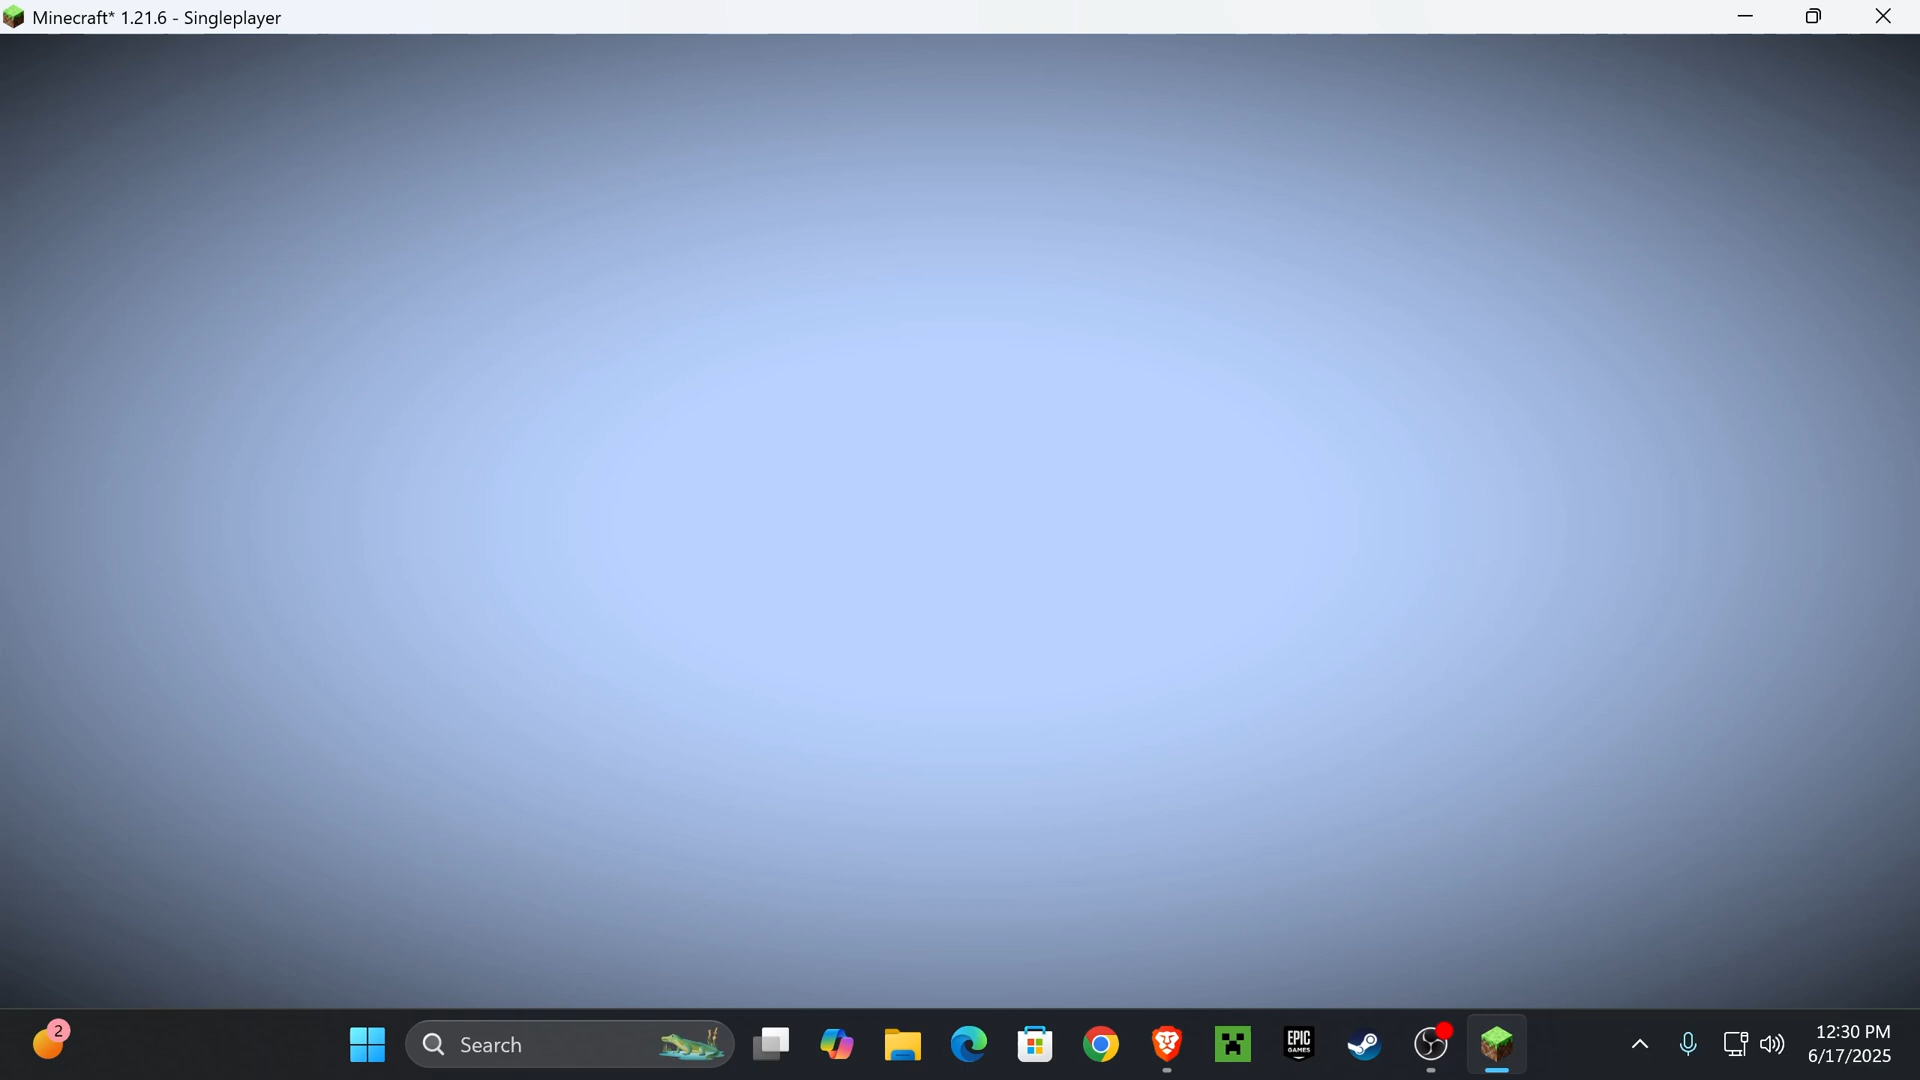 Minecraft* 1.21.6 - Singleplayer
2
Search
EPIC
GAMES
12:30 PM
6/17/2025